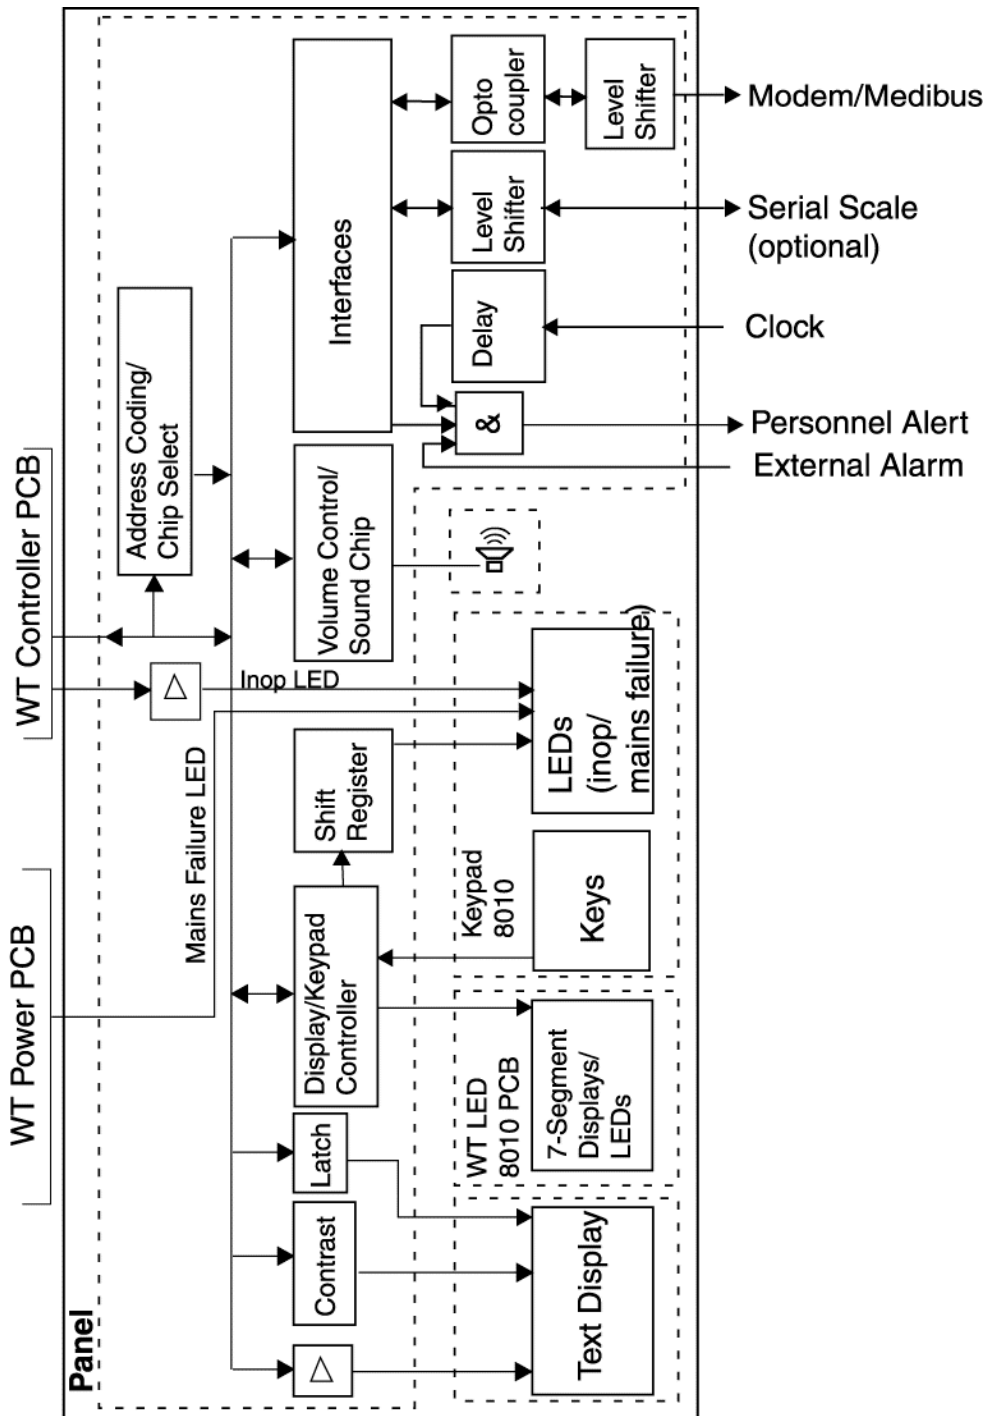 Panel
WT Power PCB
WT Controller PCB
Address Coding/
Chip Select
Mains Failure LED
Inop LED
▷
▷
Contrast
Latch
Display/Keypad
Controller
Shift
Register
Volume Control/
Sound Chip
Interfaces
Opto
coupler
Level
Shifter
Level
Shifter
Delay
&
Text Display
WT LED
8010 PCB
7-Segment
Displays/
LEDs
Keypad
8010
Keys
LEDs
(inop/
mains failure)
Modem/Medibus
Serial Scale
(optional)
Clock
Personnel Alert
External Alarm